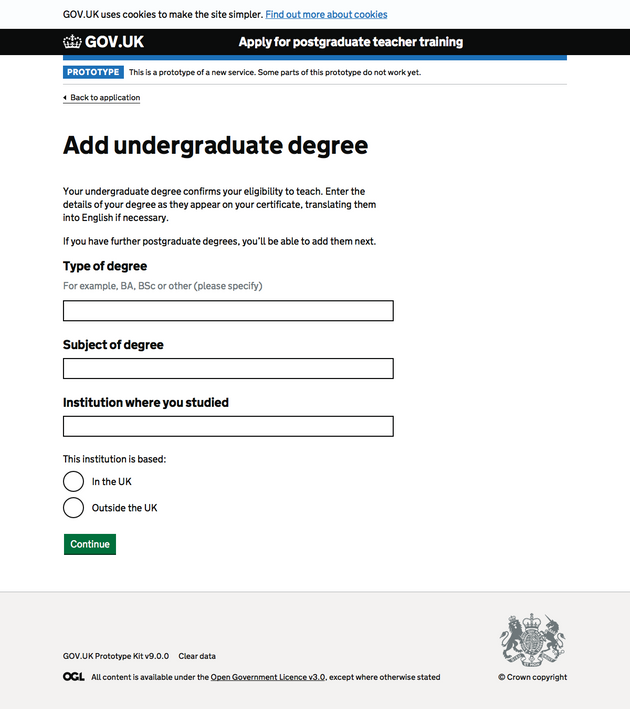 GOV.UK uses cookies to make the site simpler. Find out more about cookies
GOV.UK Apply for postgraduate teacher training
PROTOTYPE This is a prototype of a new service. Some parts of this prototype do not work yet.
Back to application
Add undergraduate degree
Your undergraduate degree confirms your eligibility to teach. Enter the
details of your degree as they appear on your certificate, translating them
into English if necessary.
If you have further postgraduate degrees, you’ll be able to add them next.
Type of degree
For example, BA, BSc or other (please specify)
Subject of degree
Institution where you studied
This institution is based:
In the UK
Outside the UK
Continue
GOV.UK Prototype Kit v9.0.0 Clear data
OGL All content is available under the Open Government Licence v3.0, except where otherwise stated
© Crown copyright